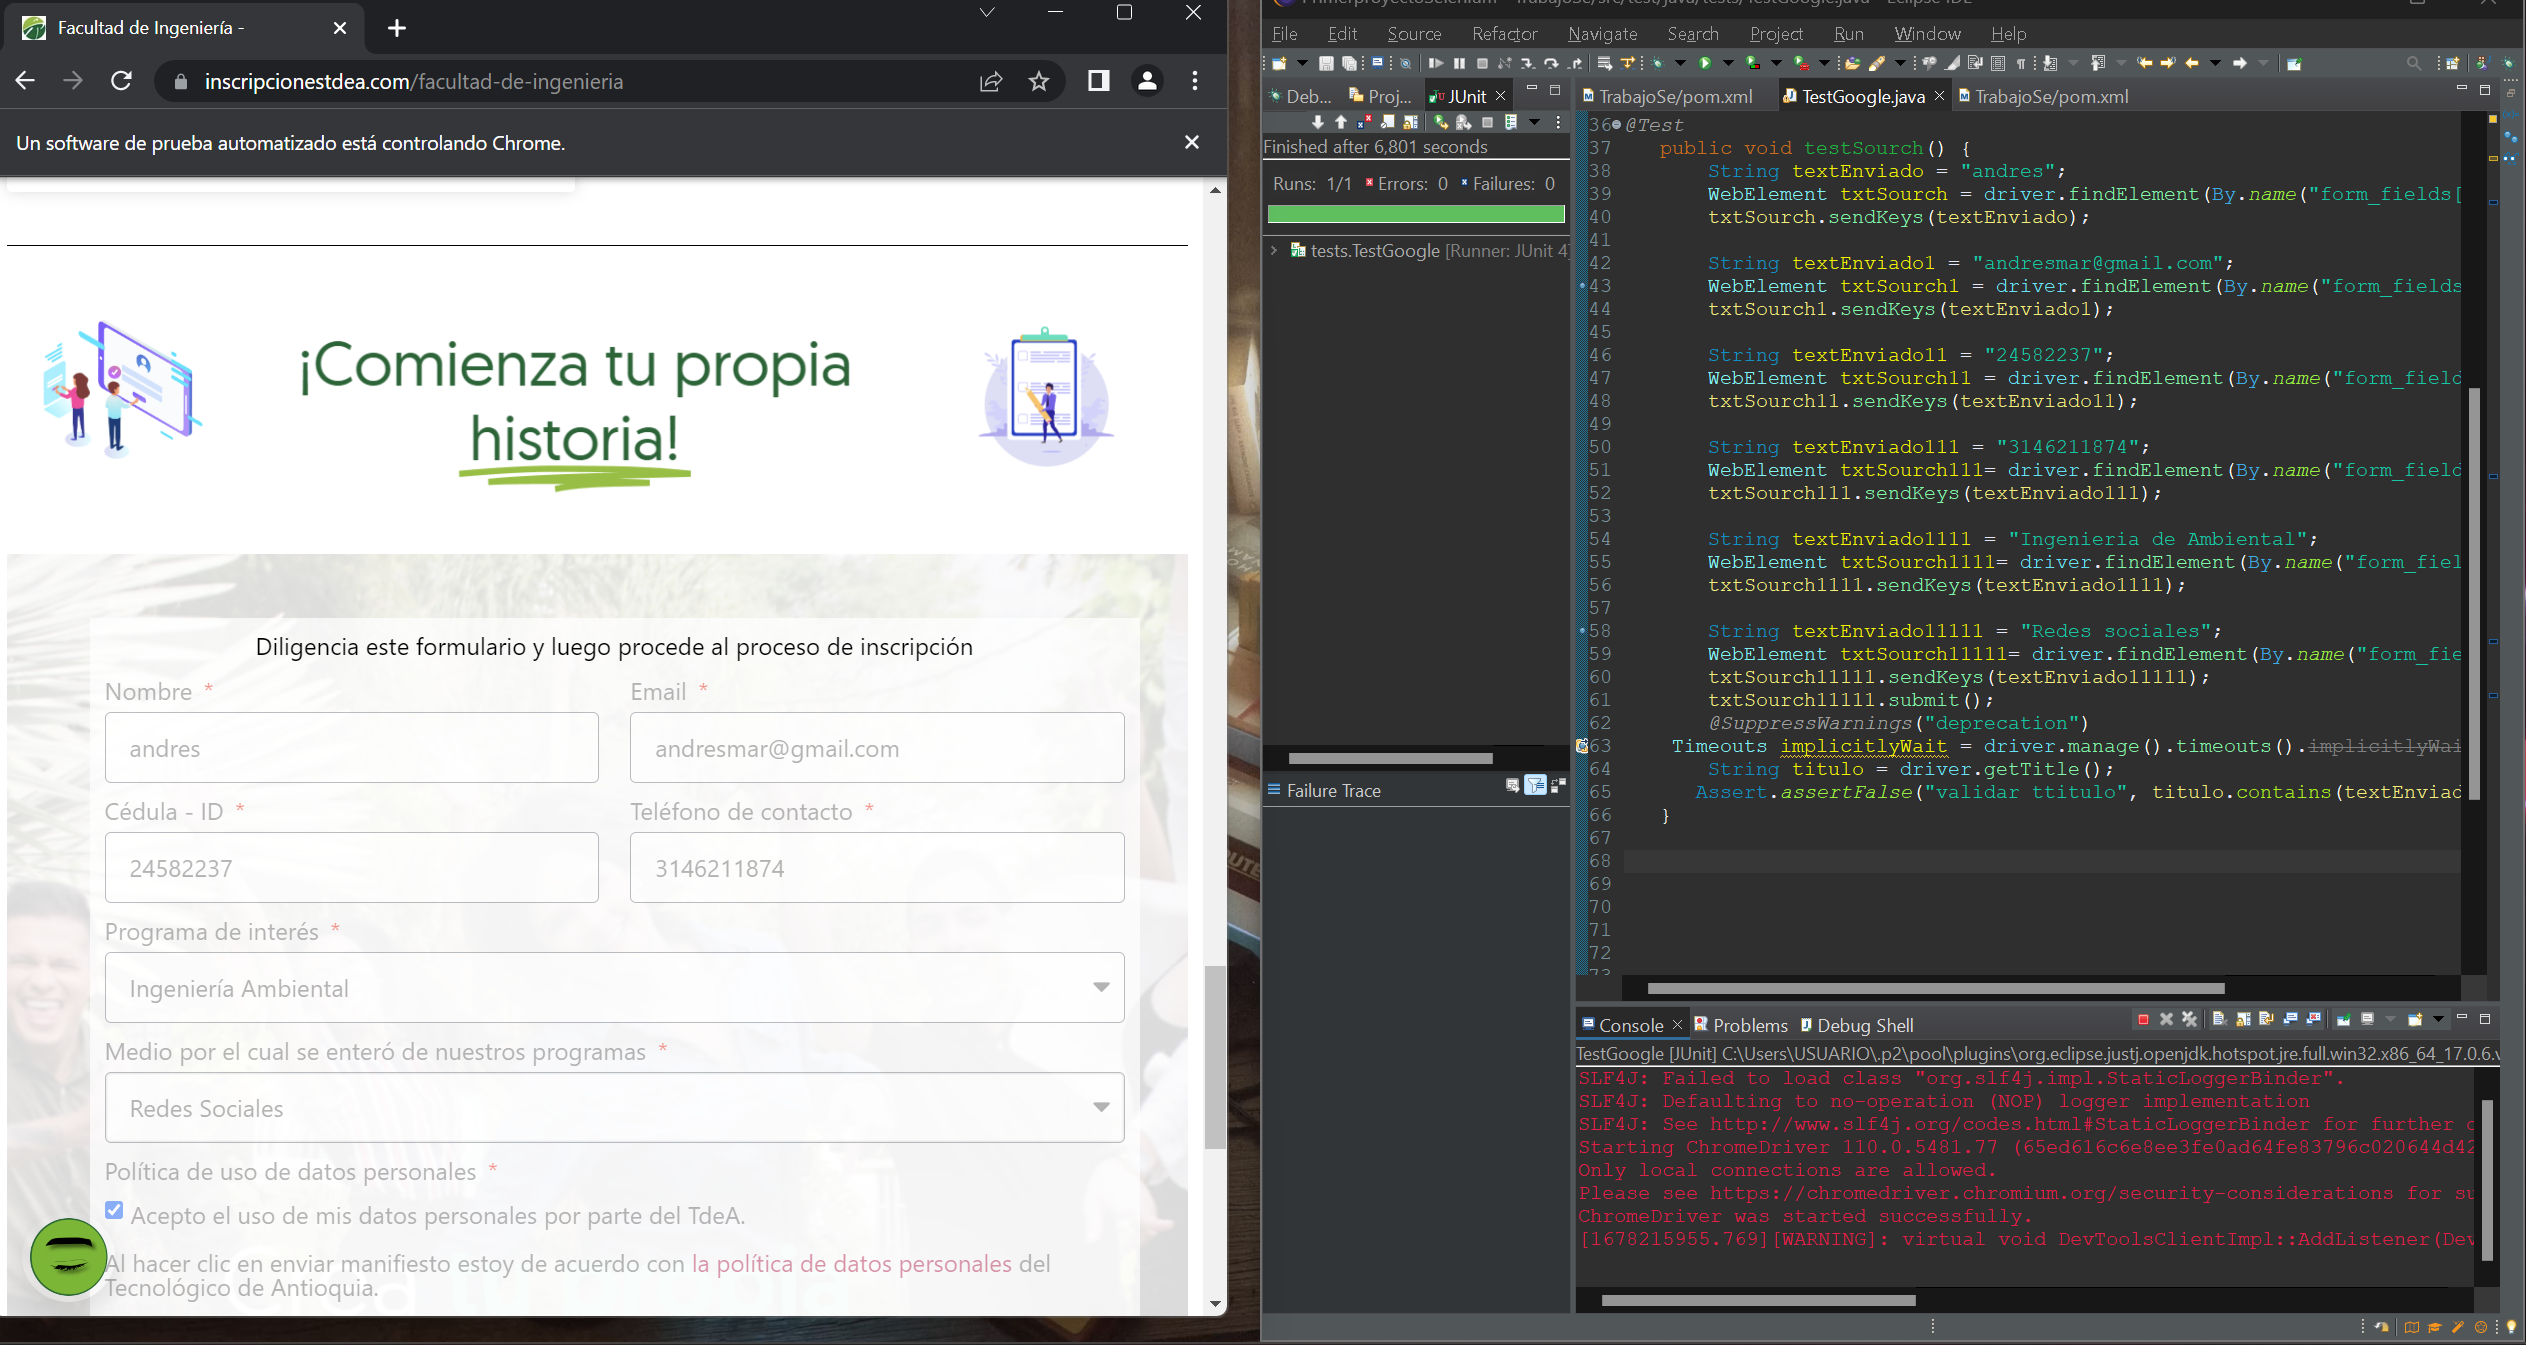 Facultad de Ingeniería -
inscripcionestdea.com/facultad-de-ingenieria
Un software de prueba automatizado está controlando Chrome.
¡Comienza tu propia
historia!
Diligencia este formulario y luego procede al proceso de inscripción
Nombre *
Email *
andres
andresmar@gmail.com
Cédula - ID *
Teléfono de contacto *
24582237
3146211874
Programa de interés *
Ingeniería Ambiental
Medio por el cual se enteró de nuestros programas *
Redes Sociales
Política de uso de datos personales *
Acepto el uso de mis datos personales por parte del TdeA.
Al hacer clic en enviar manifiesto estoy de acuerdo con la política de datos personales del
Tecnológico de Antioquia.
File Edit Source Refactor Navigate Search Project Run Window Help
Deb... Proj... JUnit
Finished after 6,801 seconds
Runs: 1/1 Errors: 0 Failures: 0
tests.TestGoogle [Runner: JUnit 4]
Failure Trace
TrabajoSe/pom.xml TestGoogle.java TrabajoSe/pom.xml
36 @Test
37 public void testSourch() {
38 String textEnviado = "andres";
39 WebElement txtSourch = driver.findElement(By.name("form_fields[
40 txtSourch.sendKeys(textEnviado);
41
42 String textEnviado1 = "andresmar@gmail.com";
43 WebElement txtSourch1 = driver.findElement(By.name("form_fields
44 txtSourch1.sendKeys(textEnviado1);
45
46 String textEnviado11 = "24582237";
47 WebElement txtSourch11 = driver.findElement(By.name("form_field
48 txtSourch11.sendKeys(textEnviado11);
49
50 String textEnviado111 = "3146211874";
51 WebElement txtSourch111= driver.findElement(By.name("form_field
52 txtSourch111.sendKeys(textEnviado111);
53
54 String textEnviado1111 = "Ingenieria de Ambiental";
55 WebElement txtSourch1111= driver.findElement(By.name("form_fiel
56 txtSourch1111.sendKeys(textEnviado1111);
57
58 String textEnviado11111 = "Redes sociales";
59 WebElement txtSourch11111= driver.findElement(By.name("form_fie
60 txtSourch11111.sendKeys(textEnviado11111);
61 txtSourch11111.submit();
62 @SuppressWarnings("deprecation")
63 Timeouts implicitlyWait = driver.manage().timeouts().implicitlyWai
64 String titulo = driver.getTitle();
65 Assert.assertFalse("validar ttitulo", titulo.contains(textEnviad
66 }
67
68
69
70
71
72
73
Console Problems Debug Shell
TestGoogle [JUnit] C:\Users\USUARIO\.p2\pool\plugins\org.eclipse.justj.openjdk.hotspot.jre.full.win32.x86_64_17.0.6.v
SLF4J: Failed to load class "org.slf4j.impl.StaticLoggerBinder".
SLF4J: Defaulting to no-operation (NOP) logger implementation
SLF4J: See http://www.slf4j.org/codes.html#StaticLoggerBinder for further
Starting ChromeDriver 110.0.5481.77 (65ed616c6e8ee3fe0ad64fe83796c020644d42
Only local connections are allowed.
Please see https://chromedriver.chromium.org/security-considerations for su
ChromeDriver was started successfully.
[1678215955.769][WARNING]: virtual void DevToolsClientImpl::AddListener(Dev